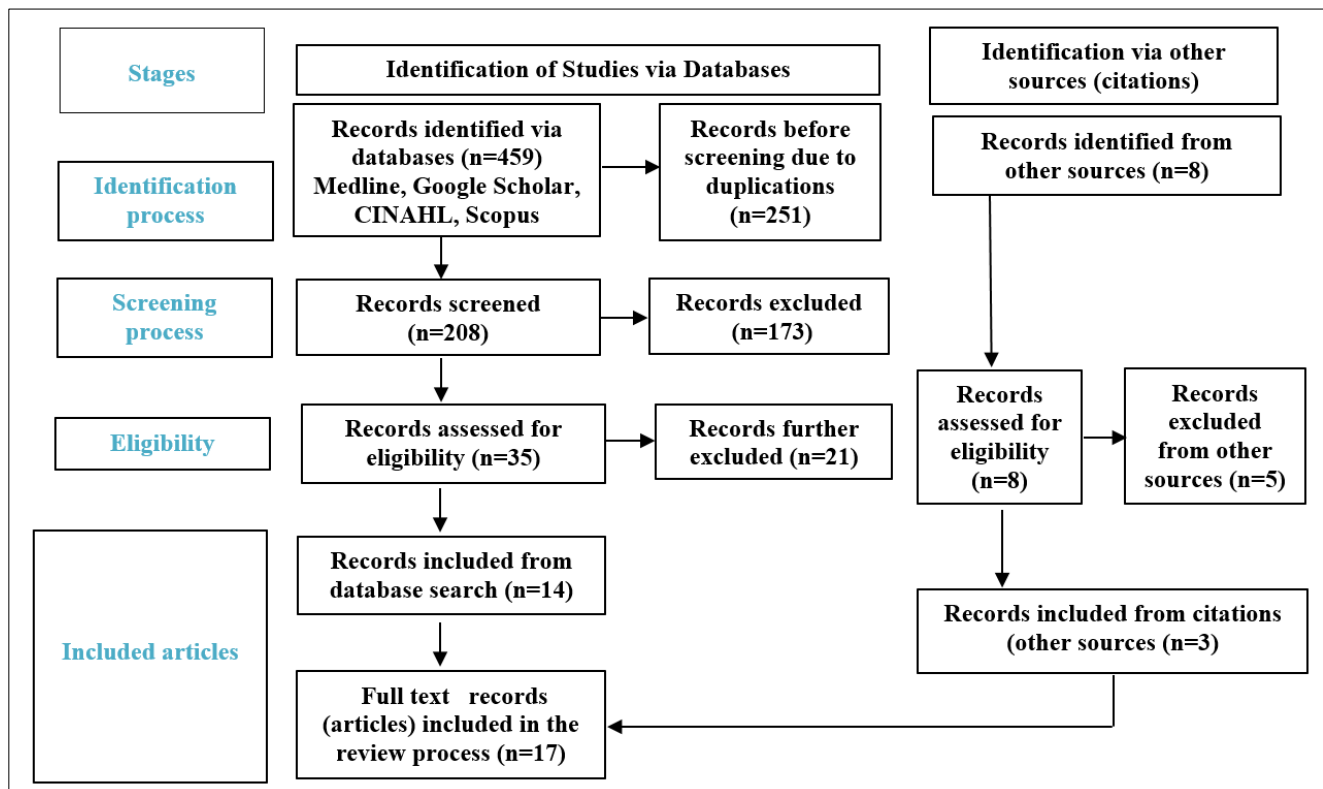 Stages
Identification of Studies via Databases
Identification via other
sources (citations)
Identification
process
Records identified via
databases (n=459)
Medline, Google Scholar,
CINAHL, Scopus
Records before
screening due to
duplications
(n=251)
Records identified from
other sources (n=8)
Screening
process
Records screened
(n=208)
Records excluded
(n=173)
Eligibility
Records assessed for
eligibility (n=35)
Records further
excluded (n=21)
Records
assessed for
eligibility
(n=8)
Records
excluded
from other
sources (n=5)
Included articles
Records included from
database search (n=14)
Records included from citations
(other sources (n=3)
Full text records
(articles) included in the
review process (n=17)